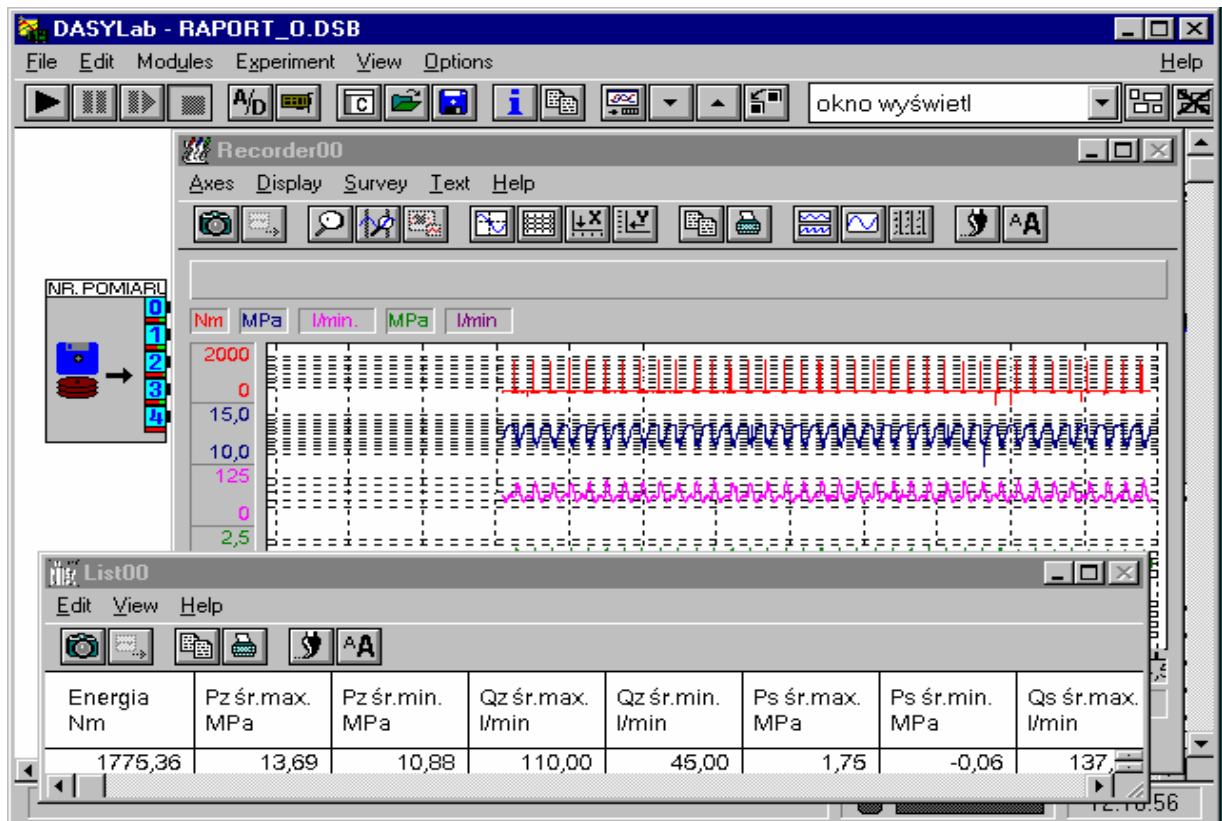 DASYLab - RAPORT_O.DSB
File Edit Modules Experiment View Options Help
A/D C i okno wyświetl
Recorder00
Axes Display Survey Text Help
X Y AA
NR. POMIARU
0
1
2
3
4
Nm MPa l/min. MPa l/min
2000
0
15,0
10,0
125
0
2,5
List00
Edit View Help
AA
Energia Pz śr.max. Pz śr.min. Qz śr.max. Qz śr.min. Ps śr.max. Ps śr.min. Qs śr.max.
Nm MPa MPa l/min l/min MPa MPa l/min
1775,36 13,69 10,88 110,00 45,00 1,75 -0,06 137,